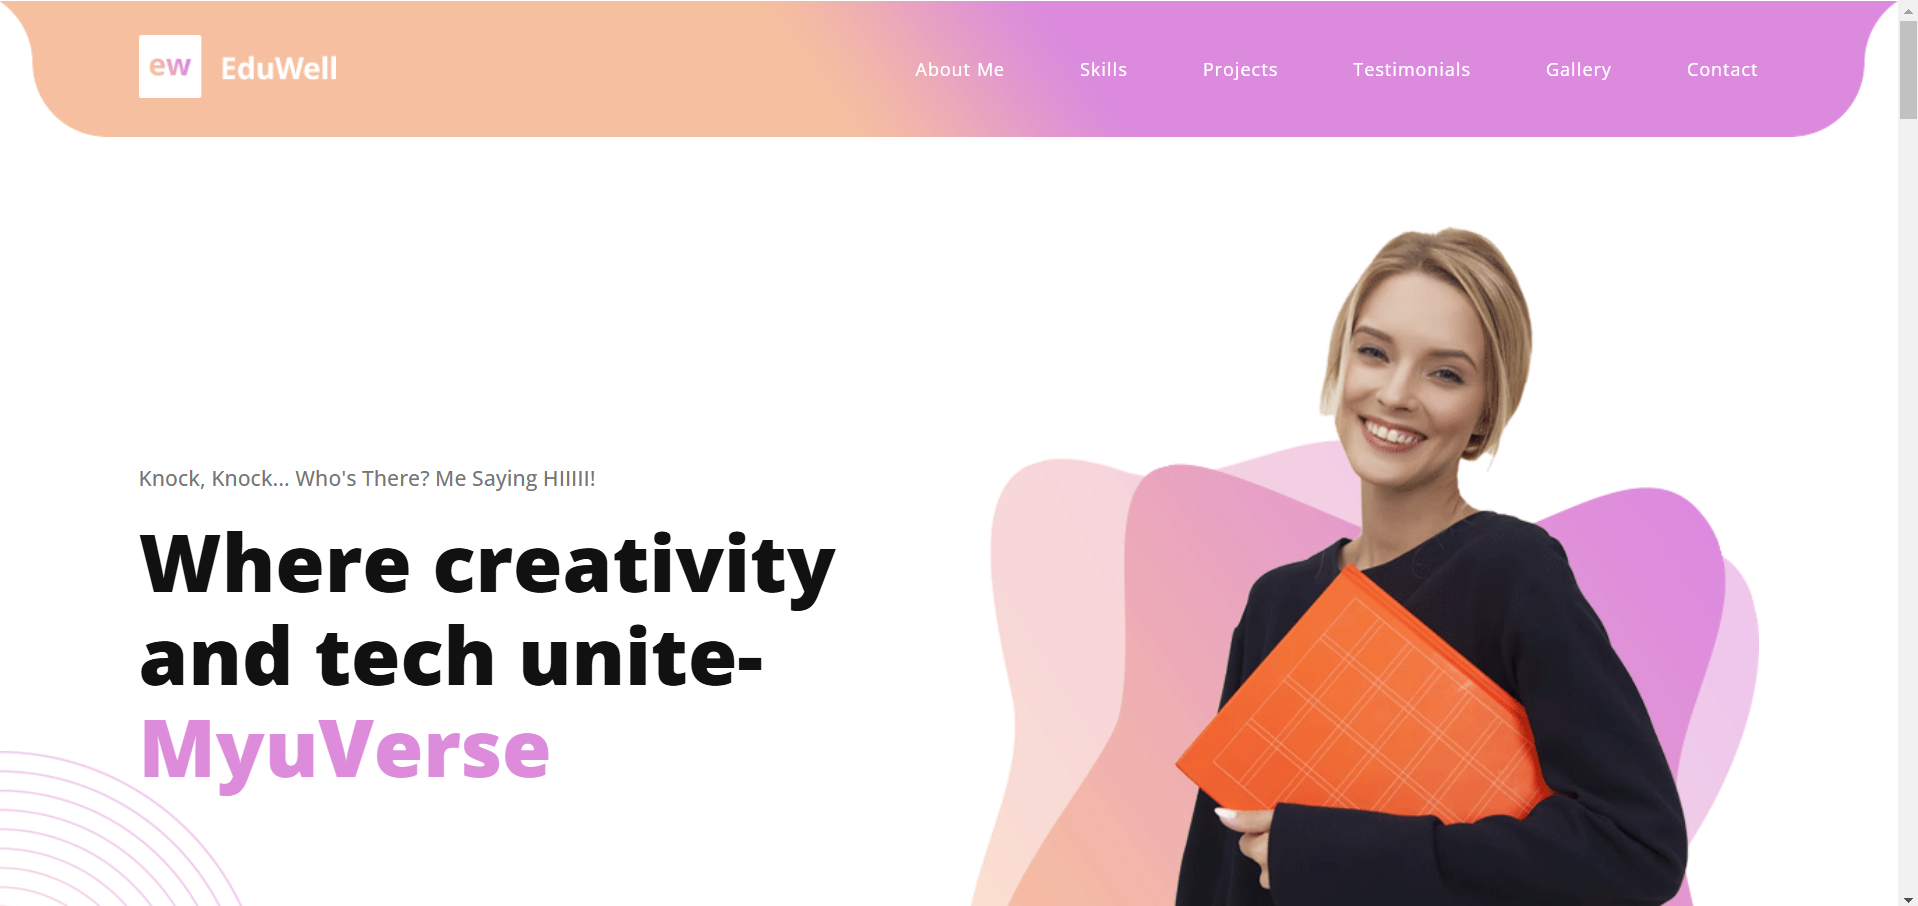 ew EduWell
About Me Skills Projects Testimonials Gallery Contact
Knock, Knock... Who's There? Me Saying HIIIII!
Where creativity
and tech unite-
MyuVerse